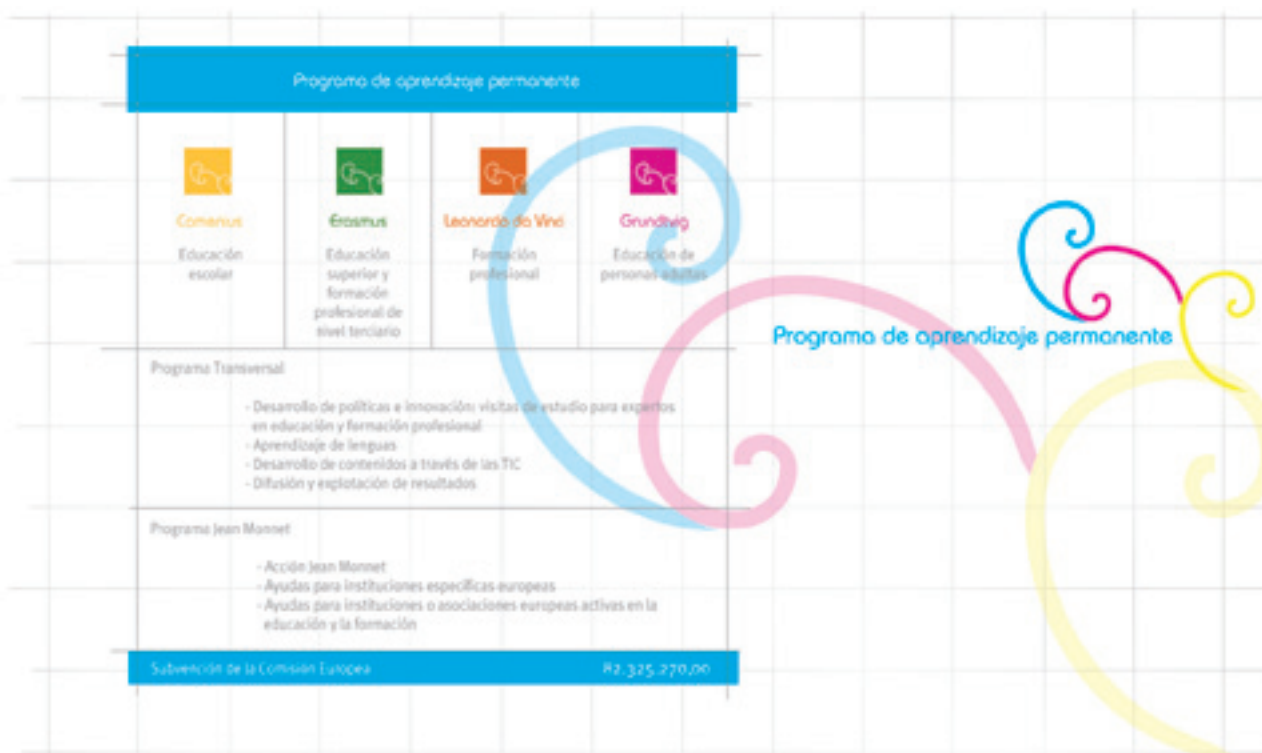 Programa de aprendizaje permanente
Comenius
Educación
escolar
Erasmus
Educación
superior y
formación
profesional de
nivel terciario
Leonardo da Vinci
Formación
profesional
Grundtvig
Educación de
personas adultas
Programa de aprendizaje permanente
Programa Transversal
- Desarrollo de políticas e innovación: visitas de estudio para expertos
en educación y formación profesional
- Aprendizaje de lenguas
- Desarrollo de contenidos a través de las TIC
- Difusión y explotación de resultados
Programa Jean Monnet
- Acción Jean Monnet
- Ayudas para instituciones específicas europeas
- Ayudas para instituciones o asociaciones europeas activas en la
educación y la formación
Subvención de la Comisión Europea 82.325.270,00